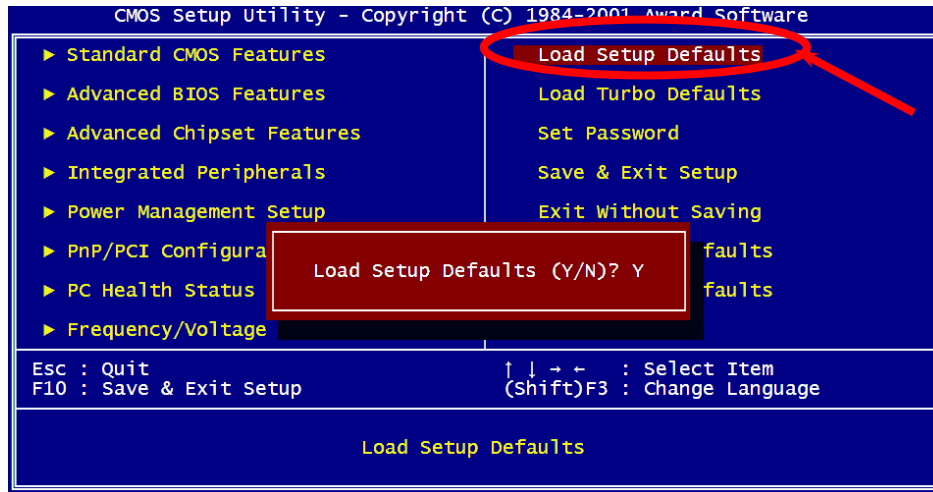 CMOS Setup Utility - Copyright (C) 1984-2001 Award Software
► Standard CMOS Features
► Advanced BIOS Features
► Advanced Chipset Features
► Integrated Peripherals
► Power Management Setup
► PnP/PCI Configura
► PC Health Status
► Frequency/Voltage
Load Setup Defaults
Load Turbo Defaults
Set Password
Save & Exit Setup
Exit Without Saving
faults
faults
Load Setup Defaults (Y/N)? Y
Esc : Quit
F10 : Save & Exit Setup
↑ ↓ → ← : Select Item
(Shift)F3 : Change Language
Load Setup Defaults